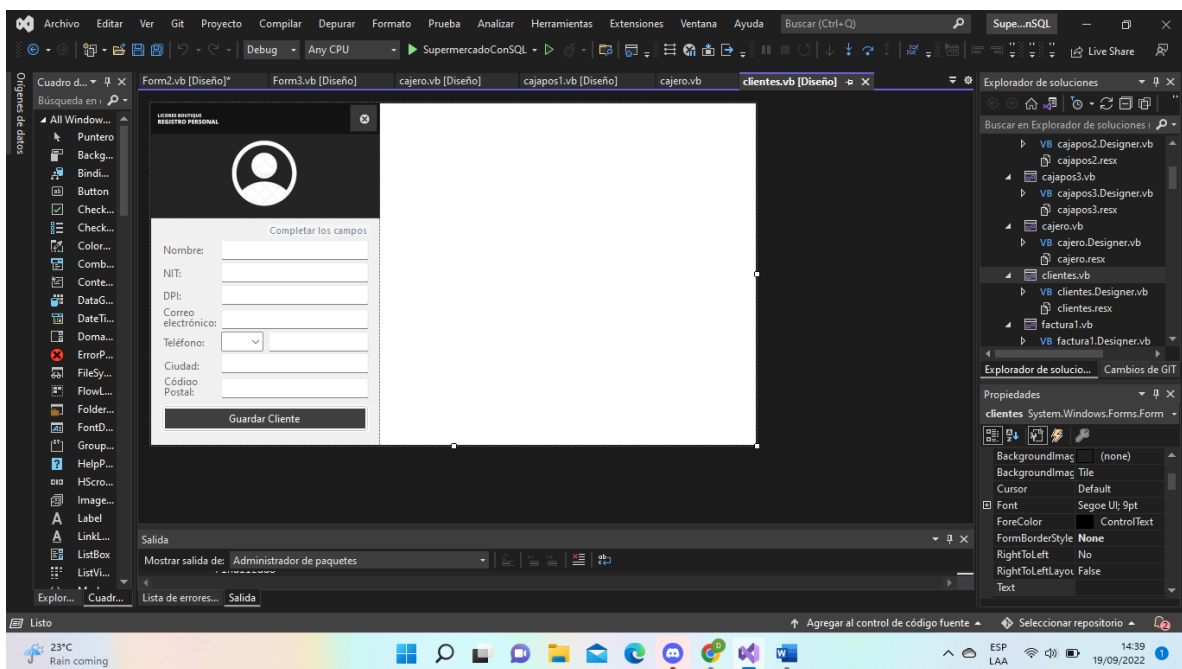 Archivo Editar Ver Git Proyecto Compilar Depurar Formato Prueba Analizar Herramientas Extensiones Ventana Ayuda Buscar (Ctrl+Q) Supe...nSQL
Debug Any CPU SupermercadoConSQL Live Share
Orígenes de datos
Cuadro d...
Búsqueda en
All Window...
Puntero
Backg...
Bindi...
Button
Check...
Check...
Color...
Comb...
Conte...
DataG...
DateTi...
Doma...
ErrorP...
FileSy...
FlowL...
Folder...
FontD...
Group...
HelpP...
HScro...
Image...
Label
LinkL...
ListBox
ListVi...
Explor... Cuadr...
Form2.vb [Diseño]* Form3.vb [Diseño] cajero.vb [Diseño] cajapos1.vb [Diseño] cajero.vb clientes.vb [Diseño]
LICORES BOUTIQUE
REGISTRO PERSONAL
Completar los campos
Nombre:
NIT:
DPI:
Correo
electrónico:
Teléfono:
Ciudad:
Código
Postal:
Guardar Cliente
Salida
Mostrar salida de: Administrador de paquetes
Lista de errores... Salida
Explorador de soluciones
Buscar en Explorador de soluciones
VB cajapos2.Designer.vb
cajapos2.resx
cajapos3.vb
VB cajapos3.Designer.vb
cajapos3.resx
cajero.vb
VB cajero.Designer.vb
cajero.resx
clientes.vb
VB clientes.Designer.vb
clientes.resx
factura1.vb
VB factura1.Designer.vb
Explorador de solucio... Cambios de GIT
Propiedades
clientes System.Windows.Forms.Form
BackgroundImag (none)
BackgroundImag Tile
Cursor Default
Font Segoe UI; 9pt
ForeColor ControlText
FormBorderStyle None
RightToLeft No
RightToLeftLayou False
Text
Listo Agregar al control de código fuente Seleccionar repositorio 2
23°C
Rain coming
ESP
LAA
14:39
19/09/2022
1